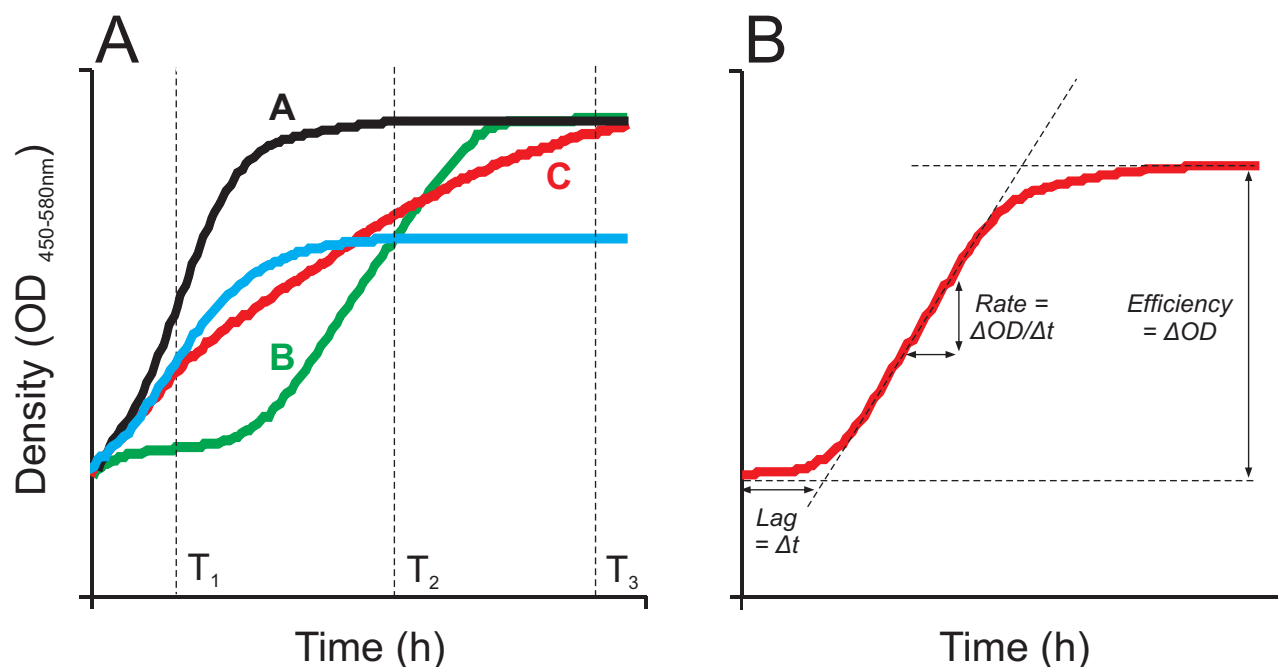 A
Density (OD 450-580nm)
A
C
B
T1
T2
T3
Time (h)
B
Rate =
ΔOD/Δt
Efficiency
= ΔOD
Lag
= Δt
Time (h)